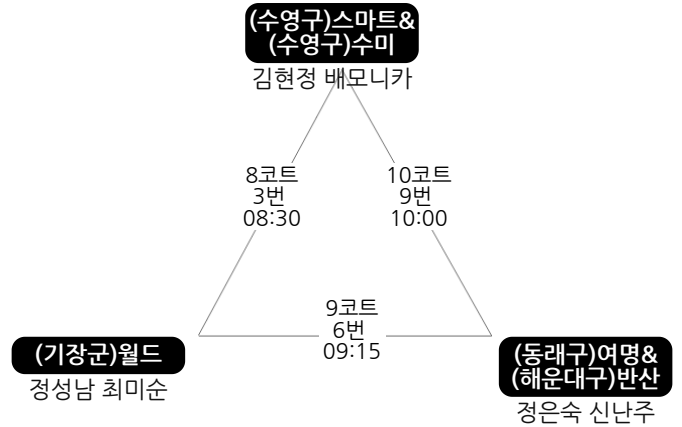 (수영구)스마트&
(수영구)수미
김현정 배모니카
8코트
3번
08:30
10코트
9번
10:00
9코트
6번
09:15
(기장군)월드
정성남 최미순
(동래구)여명&
(해운대구)반산
정은숙 신난주